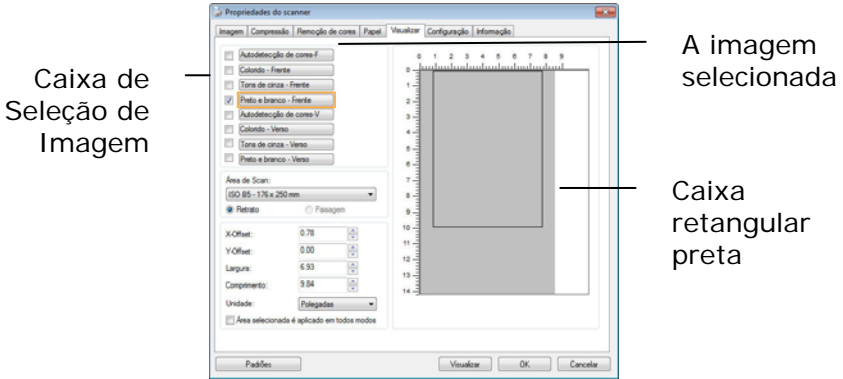 Propriedades do scanner
Imagem Compressão Remoção de cores Papel Visualizar Configuração Informação
Autodetecção de cores-F
Colorido - Frente
Tons de cinza - Frente
Preto e branco - Frente
Autodetecção de cores-V
Colorido - Verso
Tons de cinza - Verso
Preto e branco - Verso
Área de Scan:
ISO B5 - 176 x 250 mm
Retrato Paisagem
X-Offset: 0.78
Y-Offset: 0.00
Largura: 6.93
Comprimento: 9.84
Unidade: Polegadas
Área selecionada é aplicado em todos modos
0 1 2 3 4 5 6 7 8 9
0
1
2
3
4
5
6
7
8
9
10
11
12
13
14
Padrões Visualizar OK Cancelar
Caixa de
Seleção de
Imagem
A imagem
selecionada
Caixa
retangular
preta